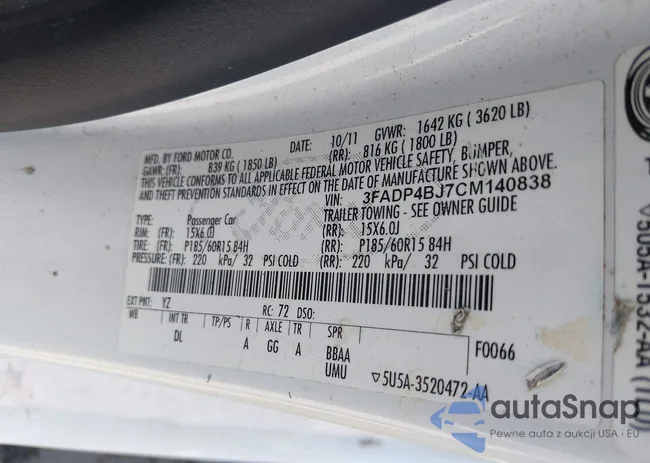 MFD. BY FORD MOTOR CO.
DATE: 10/11 GVWR: 1642 KG ( 3620 LB)
GAWR: (FR): 839 KG ( 1850 LB) (RR): 816 KG ( 1800 LB)
THIS VEHICLE CONFORMS TO ALL APPLICABLE FEDERAL MOTOR VEHICLE SAFETY, BUMPER,
AND THEFT PREVENTION STANDARDS IN EFFECT ON THE DATE OF MANUFACTURE SHOWN ABOVE.
VIN: 3FADP4BJ7CM140838
TYPE: Passenger Car TRAILER TOWING - SEE OWNER GUIDE
RIM: (FR): 15X6.0J (RR): 15X6.0J
TIRE: (FR): P185/60R15 84H (RR): P185/60R15 84H
PRESSURE: (FR): 220 kPa/ 32 PSI COLD (RR): 220 kPa/ 32 PSI COLD
EXT PNT: YZ RC: 72 DSO:
WB INT TR TP/PS R AXLE TR SPR F0066
DL A GG A BBAA
UMU ▽5U5A-3520472-AA
autoSnap
Pewne auta z aukcji USA i EU